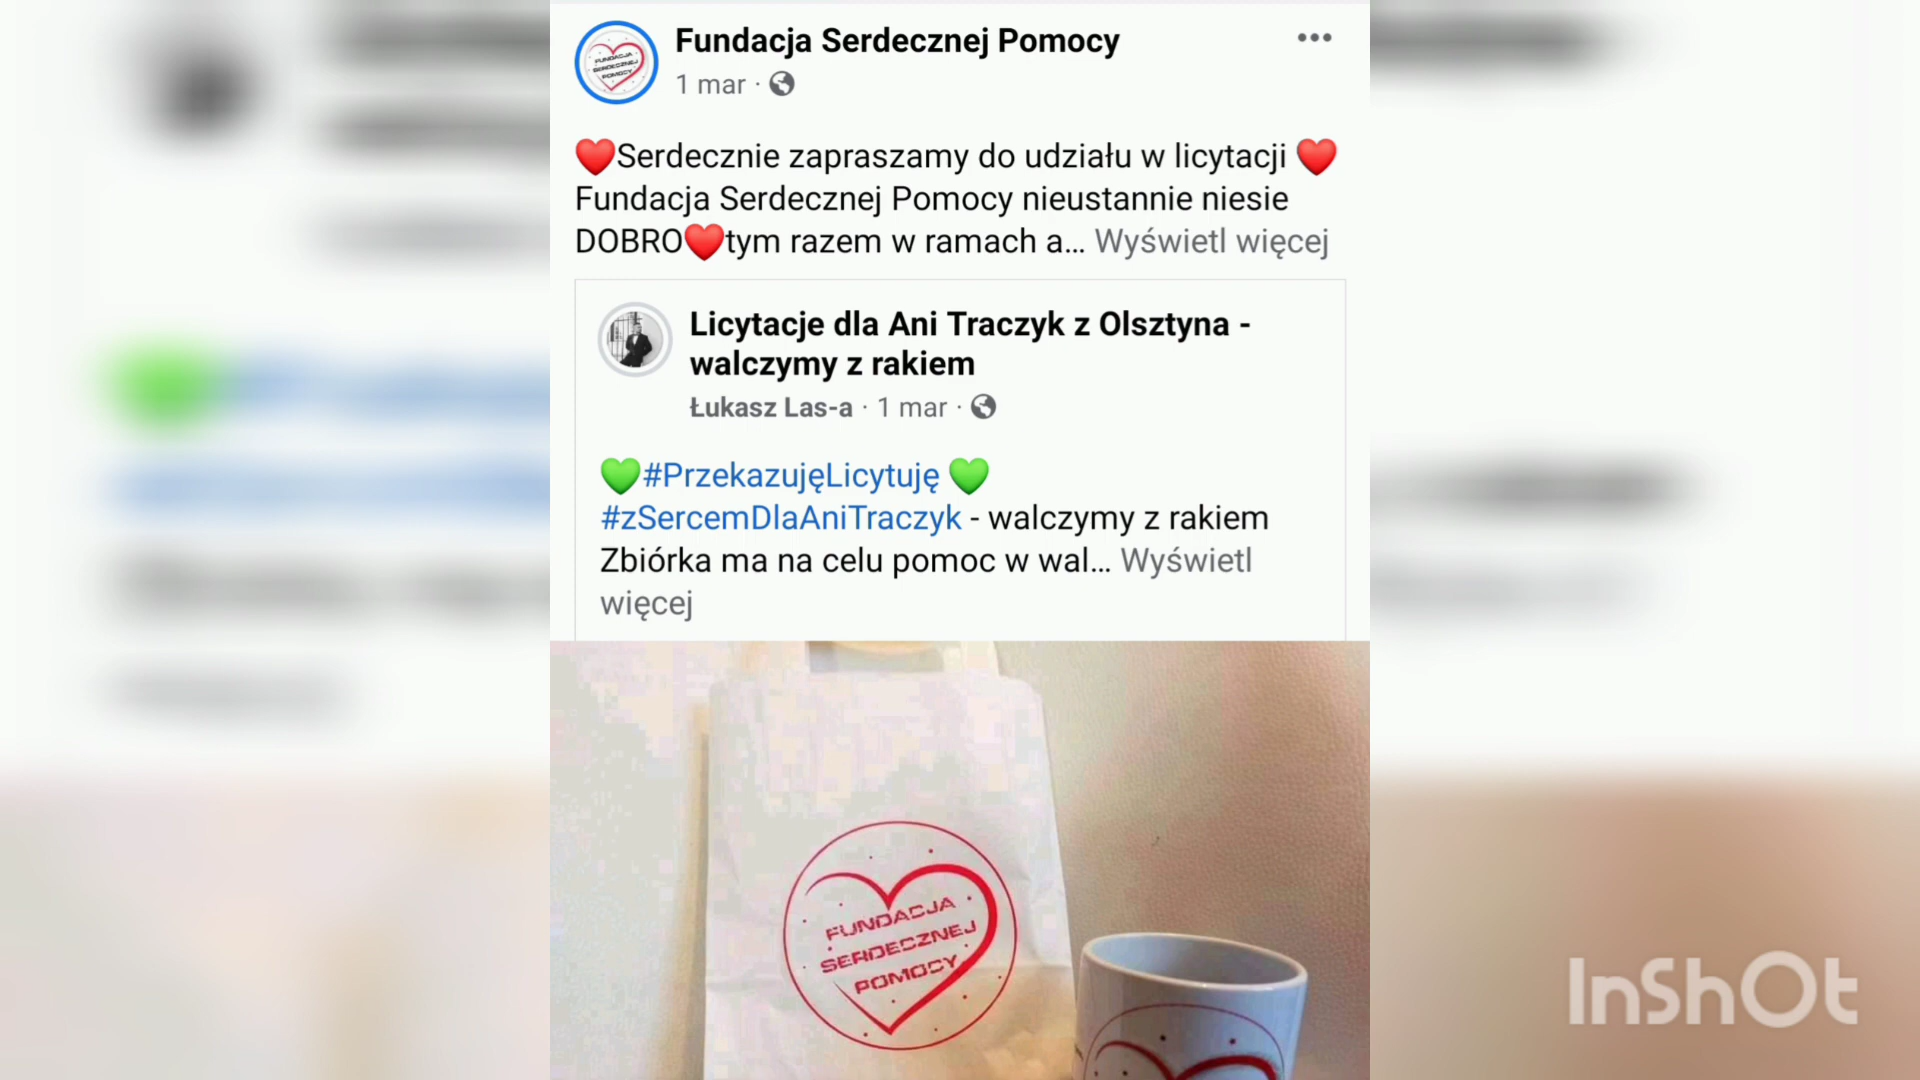 Fundacja Serdecznej Pomocy
1 mar ·
❤️Serdecznie zapraszamy do udziału w licytacji ❤️
Fundacja Serdecznej Pomocy nieustannie niesie
DOBRO❤️tym razem w ramach a... Wyświetl więcej
Licytacje dla Ani Traczyk z Olsztyna -
walczymy z rakiem
Łukasz Las-a · 1 mar ·
💚#PrzekazujęLicytuję 💚
#zSercemDlaAniTraczyk - walczymy z rakiem
Zbiórka ma na celu pomoc w wal... Wyświetl
więcej
FUNDACJA
SERDECZNEJ
POMOCY
InShOt